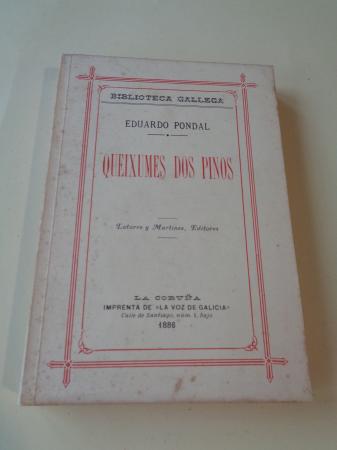 BIBLIOTECA GALLEGA
EDUARDO PONDAL
QUEIXUMES DOS PINOS
Latorre y Martínez, Editores
LA CORUÑA
IMPRENTA DE «LA VOZ DE GALICIA»
Calle de Santiago, núm. 1, bajo
1886